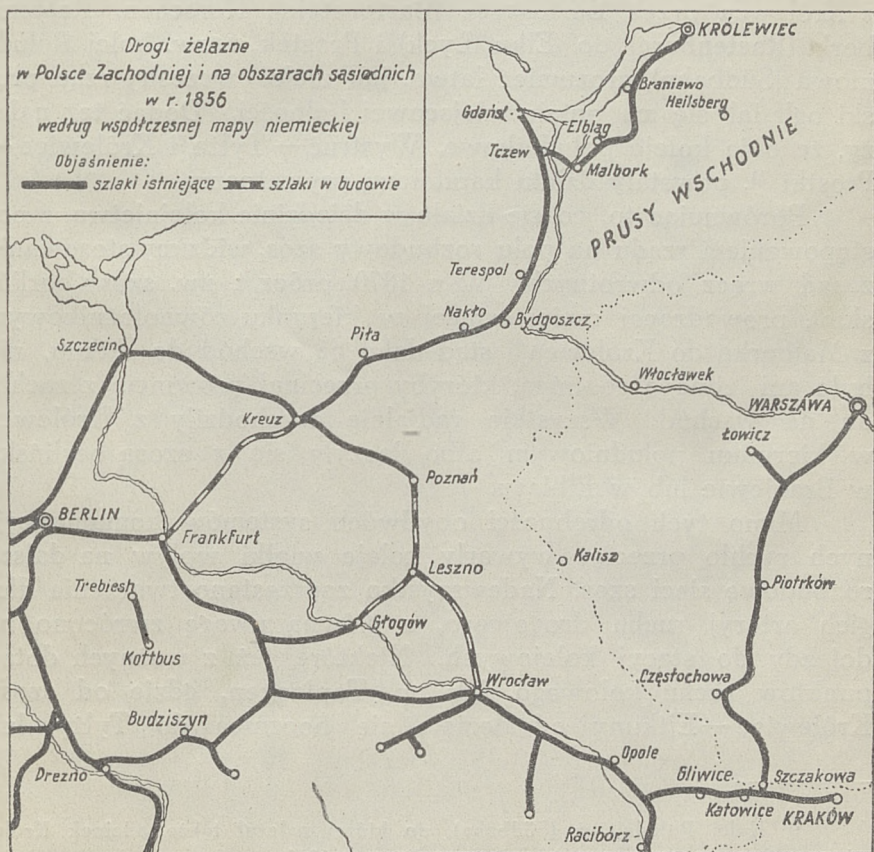 Drogi żelazne
w Polsce Zachodniej i na obszarach sąsiednich
w r. 1856
według współczesnej mapy niemieckiej
Objaśnienie:
szlaki istniejące szlaki w budowie
KRÓLEWIEC
Braniewo
Heilsberg
Gdańsk
Elbląg
Tczew
Malbork
PRUSY WSCHODNIE
Terespol
Nakło
Bydgoszcz
Piła
Szczecin
Włocławek
WARSZAWA
Kreuz
Łowicz
Poznań
BERLIN
Frankfurt
Kalisz
Leszno
Trebiesh
Piotrków
Głogów
Kottbus
Wrocław
Częstochowa
Budziszyn
Opole
Drezno
Gliwice
Szczakowa
Katowice
KRAKÓW
Racibórz